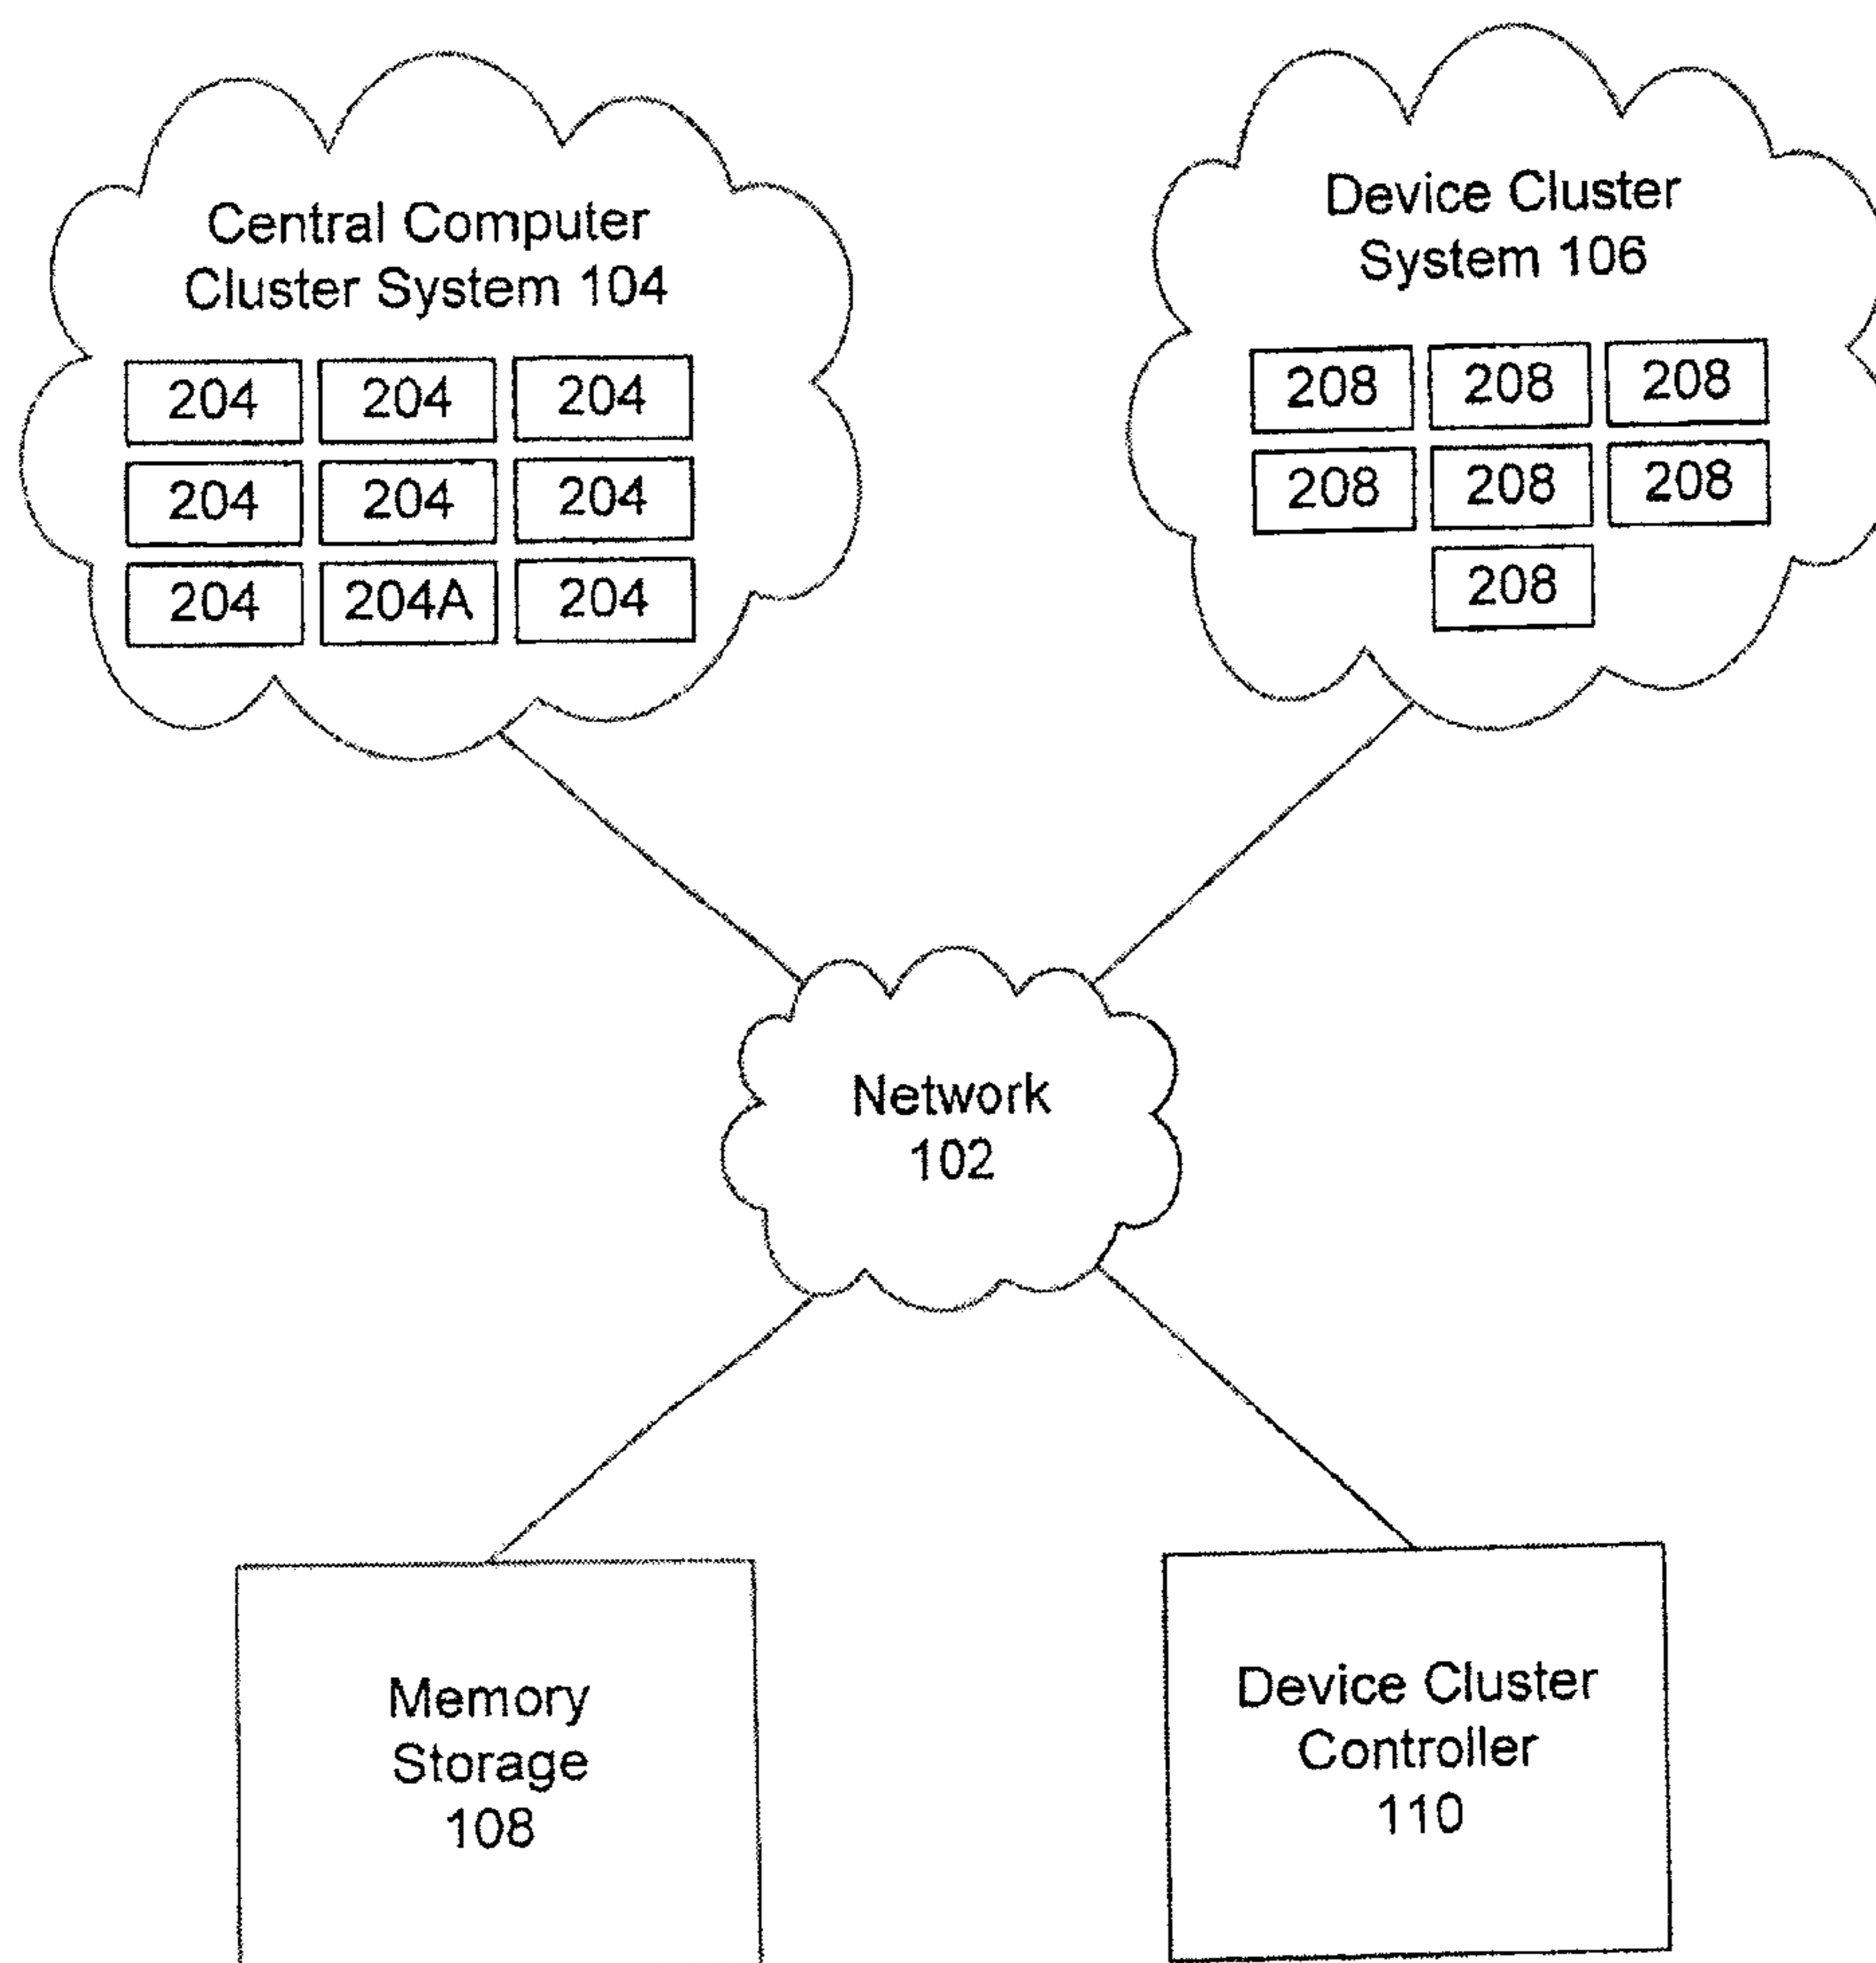 Central Computer
Cluster System 104
204 204 204
204 204 204
204 204A 204
Device Cluster
System 106
208 208 208
208 208 208
208
Network
102
Memory
Storage
108
Device Cluster
Controller
110